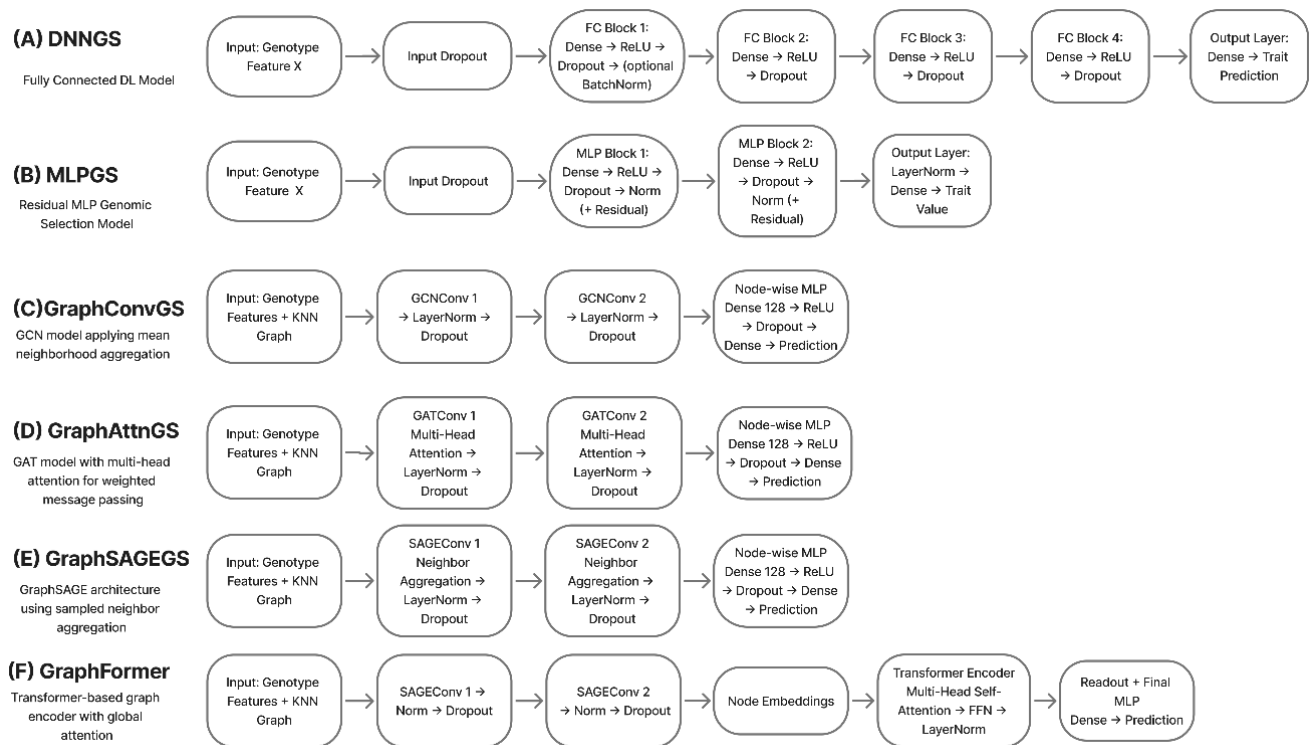 (A) DNNGS
Fully Connected DL Model
Input: Genotype
Feature X
Input Dropout
FC Block 1:
Dense → ReLU →
Dropout → (optional
BatchNorm)
FC Block 2:
Dense → ReLU
→ Dropout
FC Block 3:
Dense → ReLU
→ Dropout
FC Block 4:
Dense → ReLU
→ Dropout
Output Layer:
Dense → Trait
Prediction
(B) MLPGS
Residual MLP Genomic
Selection Model
Input: Genotype
Feature X
Input Dropout
MLP Block 1:
Dense → ReLU →
Dropout → Norm
(+ Residual)
MLP Block 2:
Dense → ReLU
→ Dropout →
Norm (+
Residual)
Output Layer:
LayerNorm →
Dense → Trait
Value
(C)GraphConvGS
GCN model applying mean
neighborhood aggregation
Input: Genotype
Features + KNN
Graph
GCNConv 1
→ LayerNorm →
Dropout
GCNConv 2
→ LayerNorm →
Dropout
Node-wise MLP
Dense 128 → ReLU
→ Dropout →
Dense → Prediction
(D) GraphAttnGS
GAT model with multi-head
attention for weighted
message passing
Input: Genotype
Features + KNN
Graph
GATConv 1
Multi-Head
Attention →
LayerNorm →
Dropout
GATConv 2
Multi-Head
Attention →
LayerNorm →
Dropout
Node-wise MLP
Dense 128 → ReLU
→ Dropout → Dense
→ Prediction
(E) GraphSAGEGS
GraphSAGE architecture
using sampled neighbor
aggregation
Input: Genotype
Features + KNN
Graph
SAGEConv 1
Neighbor
Aggregation →
LayerNorm →
Dropout
SAGEConv 2
Neighbor
Aggregation →
LayerNorm →
Dropout
Node-wise MLP
Dense 128 → ReLU
→ Dropout → Dense
→ Prediction
(F) GraphFormer
Transformer-based graph
encoder with global
attention
Input: Genotype
Features + KNN
Graph
SAGEConv 1 →
Norm → Dropout
SAGEConv 2
→ Norm → Dropout
Node Embeddings
Transformer Encoder
Multi-Head Self-
Attention → FFN →
LayerNorm
Readout + Final
MLP
Dense → Prediction